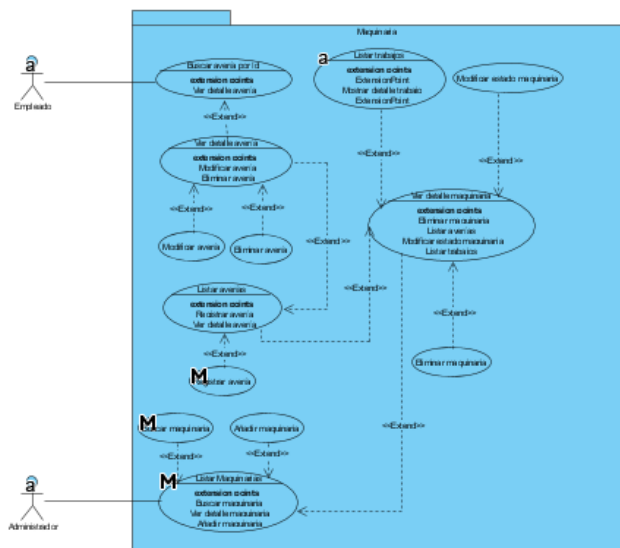 Maquinaria
a
Empleado
Buscar avería por Id
extension points
Ver detalle avería
a
Listar trabajos
extension points
ExtensionPoint
Mostrar detalle trabajo
ExtensionPoint
Modificar estado maquinaria
<<Extend>>
<<Extend>>
<<Extend>>
Ver detalle avería
extension points
Modificar avería
Eliminar avería
<<Extend>>
<<Extend>>
Modificar avería
Eliminar avería
<<Extend>>
Ver detalle maquinaria
extension points
Eliminar maquinaria
Listar averías
Modificar estado maquinaria
Listar trabajos
Listar averías
extension points
Registrar avería
Ver detalle avería
<<Extend>>
<<Extend>>
<<Extend>>
M
Registrar avería
Eliminar maquinaria
M
Buscar maquinaria
Añadir maquinaria
<<Extend>>
<<Extend>>
<<Extend>>
a
Administrador
M
Listar Maquinarias
extension points
Buscar maquinaria
Ver detalle maquinaria
Añadir maquinaria